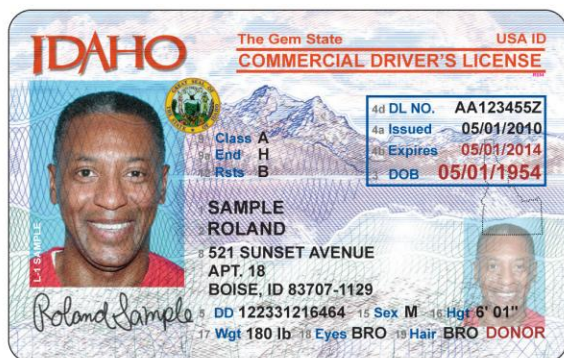 IDAHO
The Gem State USA ID
COMMERCIAL DRIVER'S LICENSE
4d DL NO. AA123455Z
4a Issued 05/01/2010
4b Expires 05/01/2014
3 DOB 05/01/1954
9 Class A
9a End H
12 Rsts B
SAMPLE
ROLAND
8 521 SUNSET AVENUE
APT. 18
BOISE, ID 83707-1129
5 DD 122331216464 15 Sex M 16 Hgt 6' 01"
17 Wgt 180 lb 18 Eyes BRO 19 Hair BRO DONOR
L-1 SAMPLE
Roland Sample